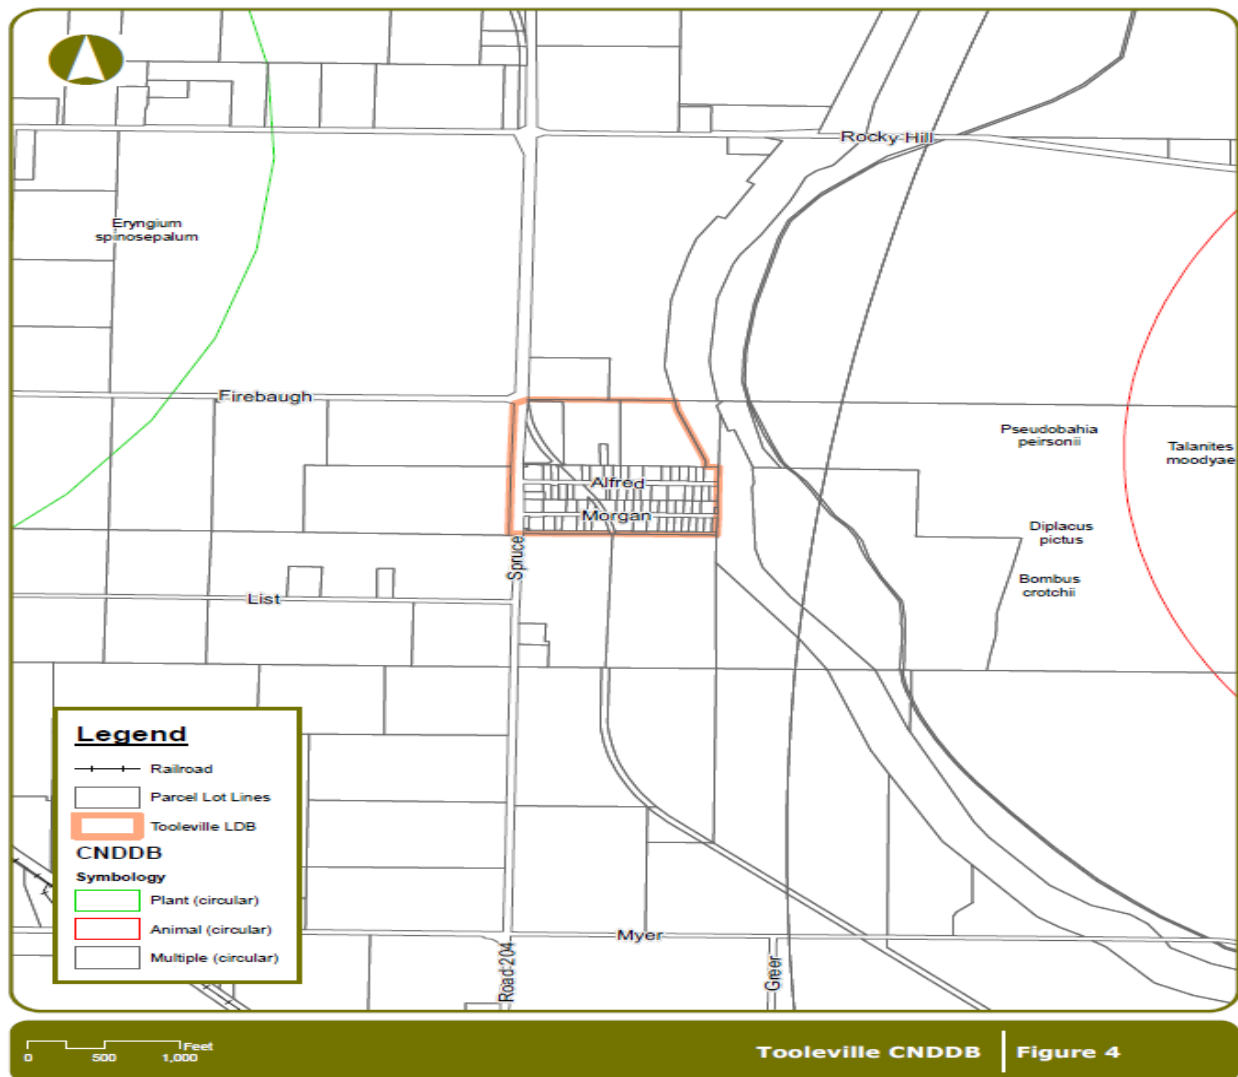 Rocky Hill
Eryngium
spinosepalum
Firebaugh
Pseudobahia
peirsonii
Talanites
moodyae
Alfred
Morgan
Diplacus
pictus
Spruce
Bombus
crotchii
List
Legend
Railroad
Parcel Lot Lines
Tooleville LDB
CNDDB
Symbology
Plant (circular)
Animal (circular)
Multiple (circular)
Myer
Road 204
Greer
Feet
0 500 1,000
Tooleville CNDDB Figure 4